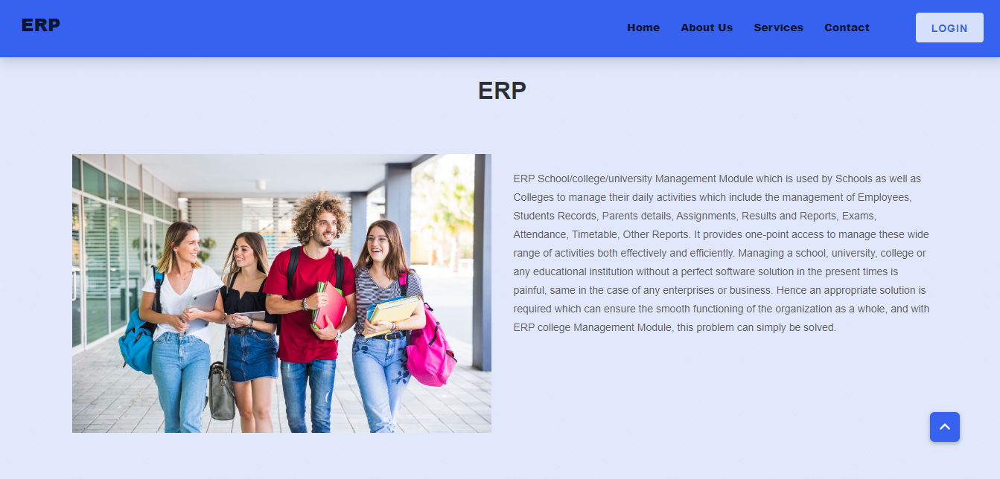 ERP
Home About Us Services Contact LOGIN
ERP
ERP School/college/university Management Module which is used by Schools as well as
Colleges to manage their daily activities which include the management of Employees,
Students Records, Parents details, Assignments, Results and Reports, Exams,
Attendance, Timetable, Other Reports. It provides one-point access to manage these wide
range of activities both effectively and efficiently. Managing a school, university, college or
any educational institution without a perfect software solution in the present times is
painful, same in the case of any enterprises or business. Hence an appropriate solution is
required which can ensure the smooth functioning of the organization as a whole, and with
ERP college Management Module, this problem can simply be solved.